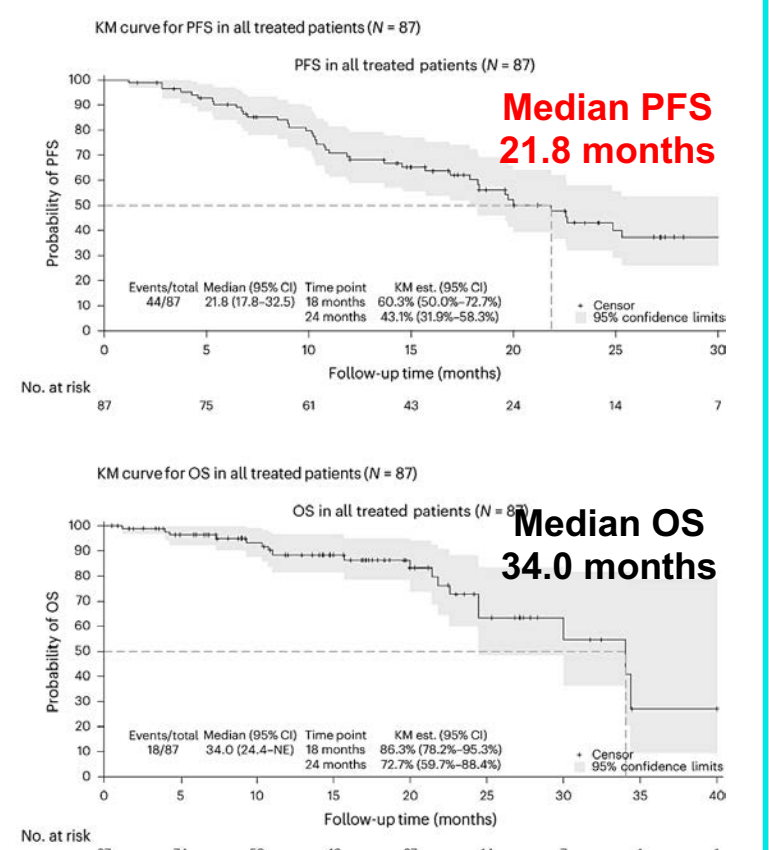 KM curve for PFS in all treated patients (N = 87)
PFS in all treated patients (N = 87)
Median PFS
21.8 months
Probability of PFS
100
90
80
70
60
50
40
30
20
10
0
Events/total Median (95% CI) Time point KM est. (95% CI)
44/87 21.8 (17.8–32.5) 18 months 60.3% (50.0%–72.7%)
24 months 43.1% (31.9%–58.3%)
+ Censor
95% confidence limits
0 5 10 15 20 25 30
Follow-up time (months)
No. at risk
87 75 61 43 24 14 7
KM curve for OS in all treated patients (N = 87)
OS in all treated patients (N = 87)
Median OS
34.0 months
Probability of OS
100
90
80
70
60
50
40
30
20
10
0
Events/total Median (95% CI) Time point KM est. (95% CI)
18/87 34.0 (24.4–NE) 18 months 86.3% (78.2%–95.3%)
24 months 72.7% (59.7%–88.4%)
+ Censor
95% confidence limits
0 5 10 15 20 25 30 35 40
Follow-up time (months)
No. at risk